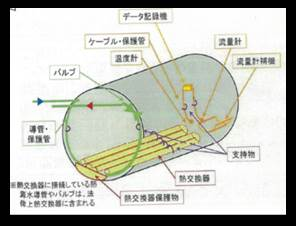 データ記録機
ケーブル・保護管
流量計
温度計
流量計補機
バルブ
導管・
保護管
支持物
熱交換器
熱交換器保護物
※熱交換器に接続している熱
源水導管やバルブは、法
律上熱交換器に含まれる